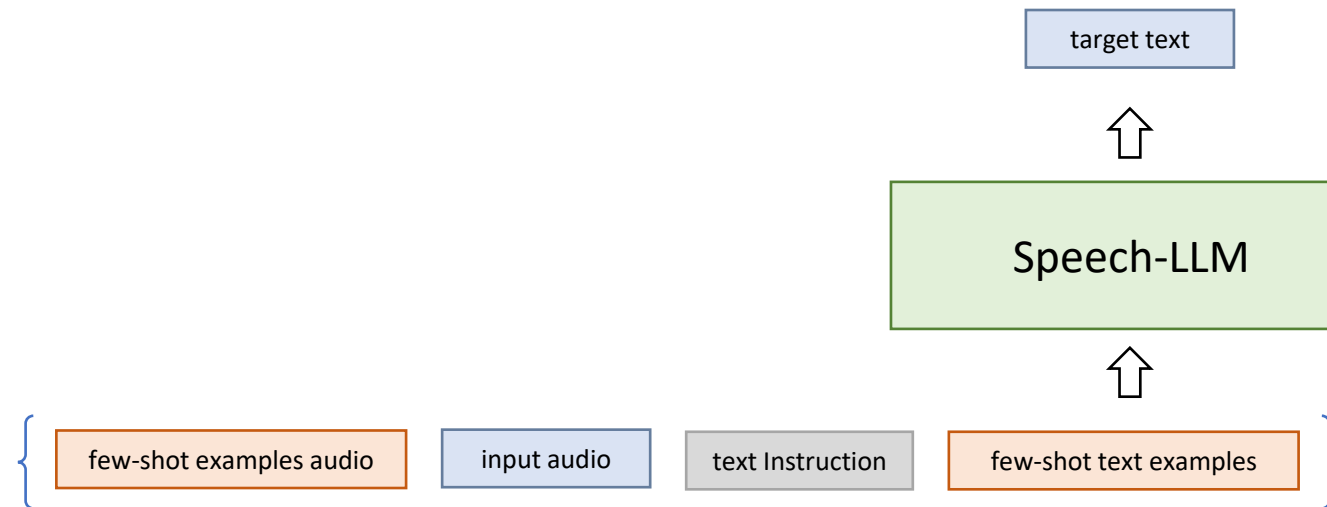 target text
Speech-LLM
few-shot examples audio
input audio
text Instruction
few-shot text examples